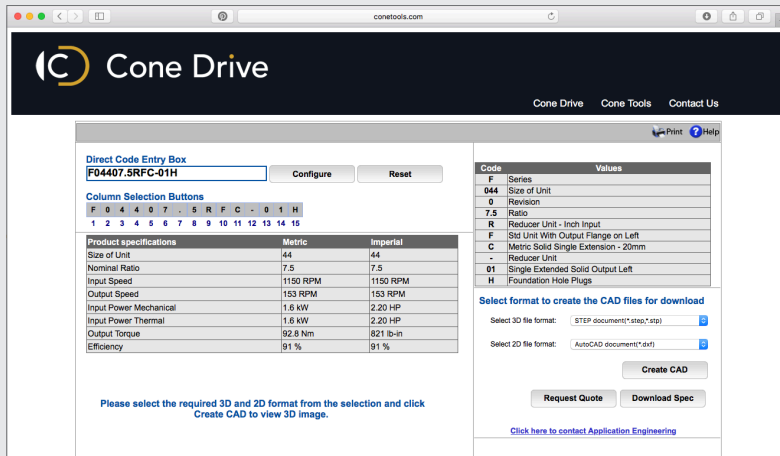 conetools.com
Cone Drive
Cone Drive Cone Tools Contact Us
Print Help
Direct Code Entry Box
F04407.5RFC-01H Configure Reset
Column Selection Buttons
F 0 4 4 0 7 . 5 R F C - 0 1 H
1 2 3 4 5 6 7 8 9 10 11 12 13 14 15
Product specifications Metric Imperial
Size of Unit 44 44
Nominal Ratio 7.5 7.5
Input Speed 1150 RPM 1150 RPM
Output Speed 153 RPM 153 RPM
Input Power Mechanical 1.6 kW 2.20 HP
Input Power Thermal 1.6 kW 2.20 HP
Output Torque 92.8 Nm 821 lb-in
Efficiency 91 % 91 %
Please select the required 3D and 2D format from the selection and click
Create CAD to view 3D image.
Code Values
F Series
044 Size of Unit
0 Revision
7.5 Ratio
R Reducer Unit - Inch Input
F Std Unit With Output Flange on Left
C Metric Solid Single Extension - 20mm
- Reducer Unit
01 Single Extended Solid Output Left
H Foundation Hole Plugs
Select format to create the CAD files for download
Select 3D file format: STEP document(*.step,*.stp)
Select 2D file format: AutoCAD document(*.dxf)
Create CAD
Request Quote Download Spec
Click here to contact Application Engineering